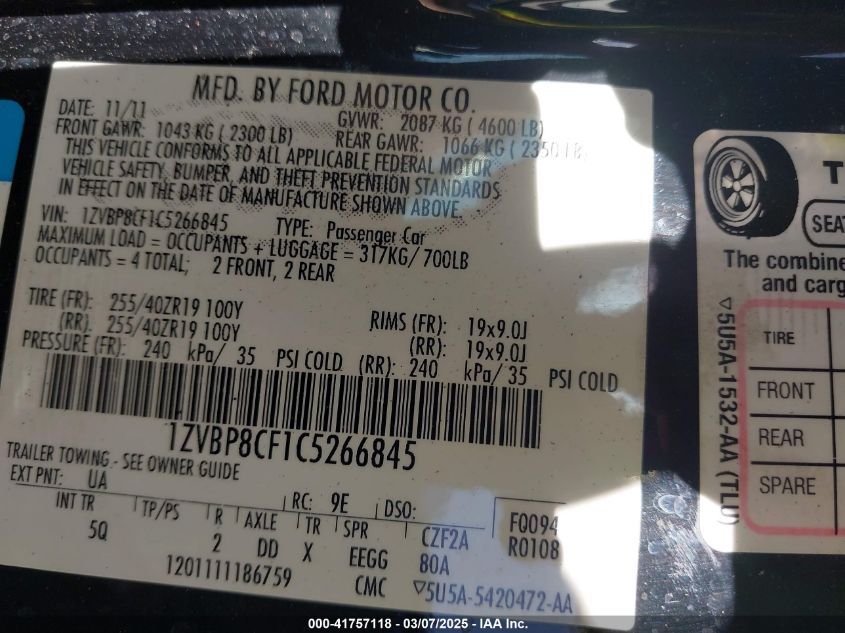 MFD. BY FORD MOTOR CO.
DATE: 11/11 GVWR: 2087 KG ( 4600 LB)
FRONT GAWR: 1043 KG ( 2300 LB) REAR GAWR: 1066 KG ( 2350 LB)
THIS VEHICLE CONFORMS TO ALL APPLICABLE FEDERAL MOTOR
VEHICLE SAFETY, BUMPER, AND THEFT PREVENTION STANDARDS
IN EFFECT ON THE DATE OF MANUFACTURE SHOWN ABOVE.
VIN: 1ZVBP8CF1C5266845 TYPE: Passenger Car
MAXIMUM LOAD = OCCUPANTS + LUGGAGE = 317KG/ 700LB
OCCUPANTS = 4 TOTAL; 2 FRONT, 2 REAR
TIRE (FR): 255/40ZR19 100Y RIMS (FR): 19x9.0J
(RR): 255/40ZR19 100Y (RR): 19x9.0J
PRESSURE (FR): 240 kPa/ 35 PSI COLD (RR): 240 kPa/ 35 PSI COLD
1ZVBP8CF1C5266845
TRAILER TOWING - SEE OWNER GUIDE
EXT PNT: UA RC: 9E DSO: F0094
INT TR TP/PS R AXLE TR SPR CZF2A R0108
5Q 2 DD X EEGG 80A
1201111186759 CMC ▽5U5A-5420472-AA
T
SEAT
The combine
and carg
TIRE
FRONT
REAR
SPARE
▽5U5A-1532-AA (TLU)
000-41757118 - 03/07/2025 - IAAI Inc.